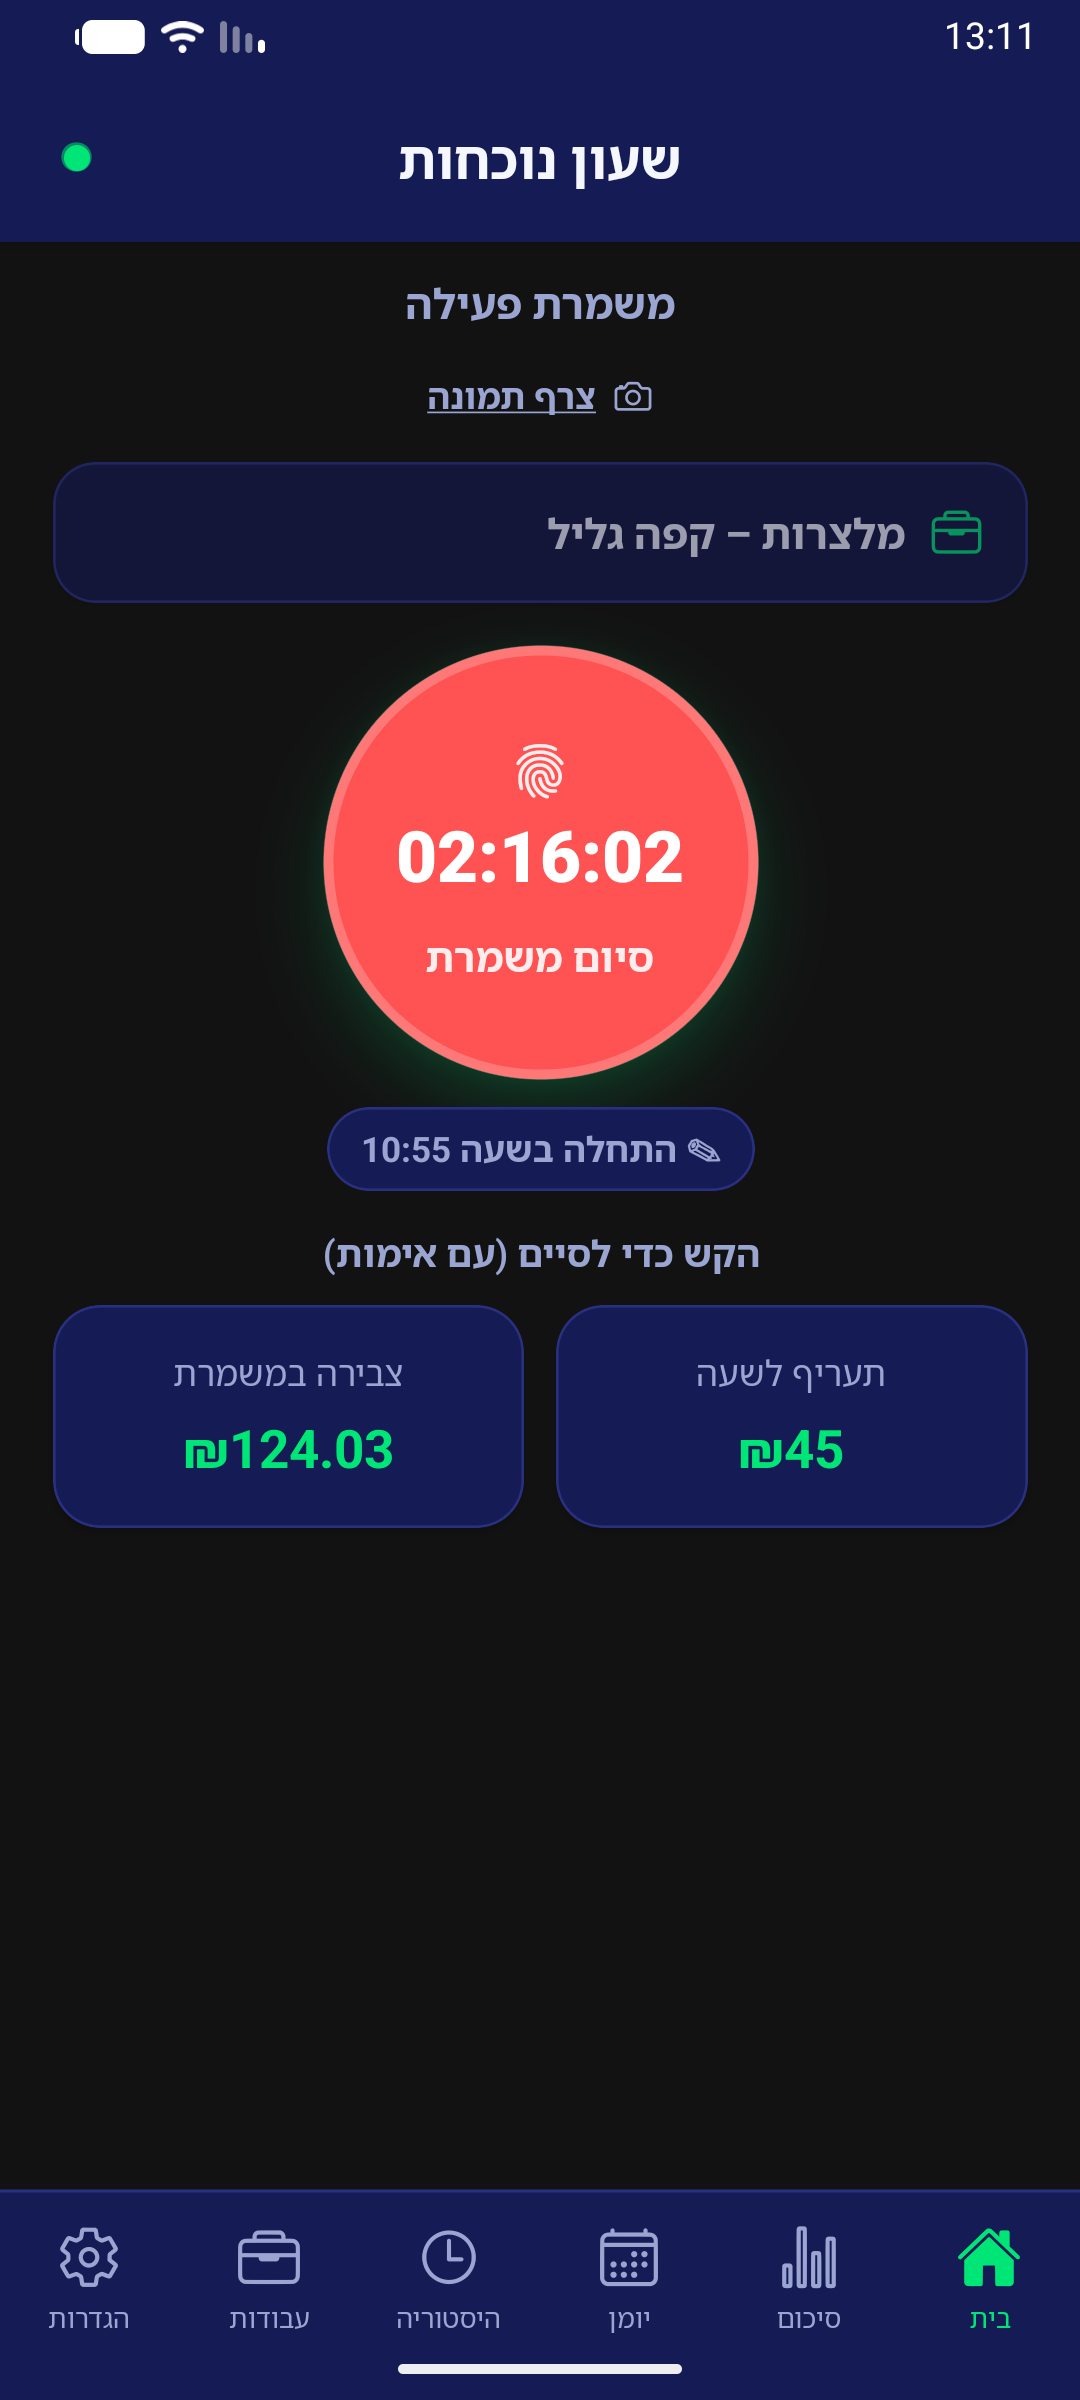 13:11
שעון נוכחות
משמרת פעילה
צרף תמונה
מלצרות – קפה גליל
02:16:02
סיום משמרת
✎ התחלה בשעה 10:55
הקש כדי לסיים (עם אימות)
תעריף לשעה
₪45
צבירה במשמרת
₪124.03
בית
סיכום
יומן
היסטוריה
עבודות
הגדרות